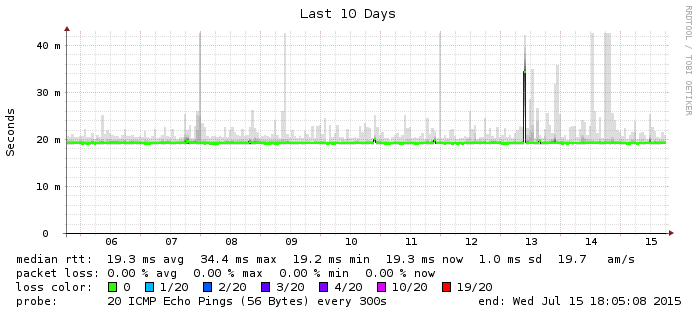 Last 10 Days
RRDTOOL / TOBI OETIKER
Seconds
40 m
30 m
20 m
10 m
0
06 07 08 09 10 11 12 13 14 15
median rtt: 19.3 ms avg 34.4 ms max 19.2 ms min 19.3 ms now 1.0 ms sd 19.7 am/s
packet loss: 0.00 % avg 0.00 % max 0.00 % min 0.00 % now
loss color: 0 1/20 2/20 3/20 4/20 10/20 19/20
probe: 20 ICMP Echo Pings (56 Bytes) every 300s end: Wed Jul 15 18:05:08 2015